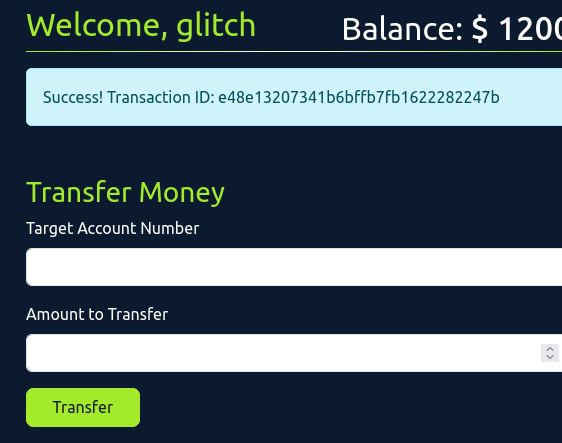 Welcome, glitch
Balance: $ 1200
Success! Transaction ID: e48e13207341b6bffb7fb1622282247b
Transfer Money
Target Account Number
Amount to Transfer
Transfer